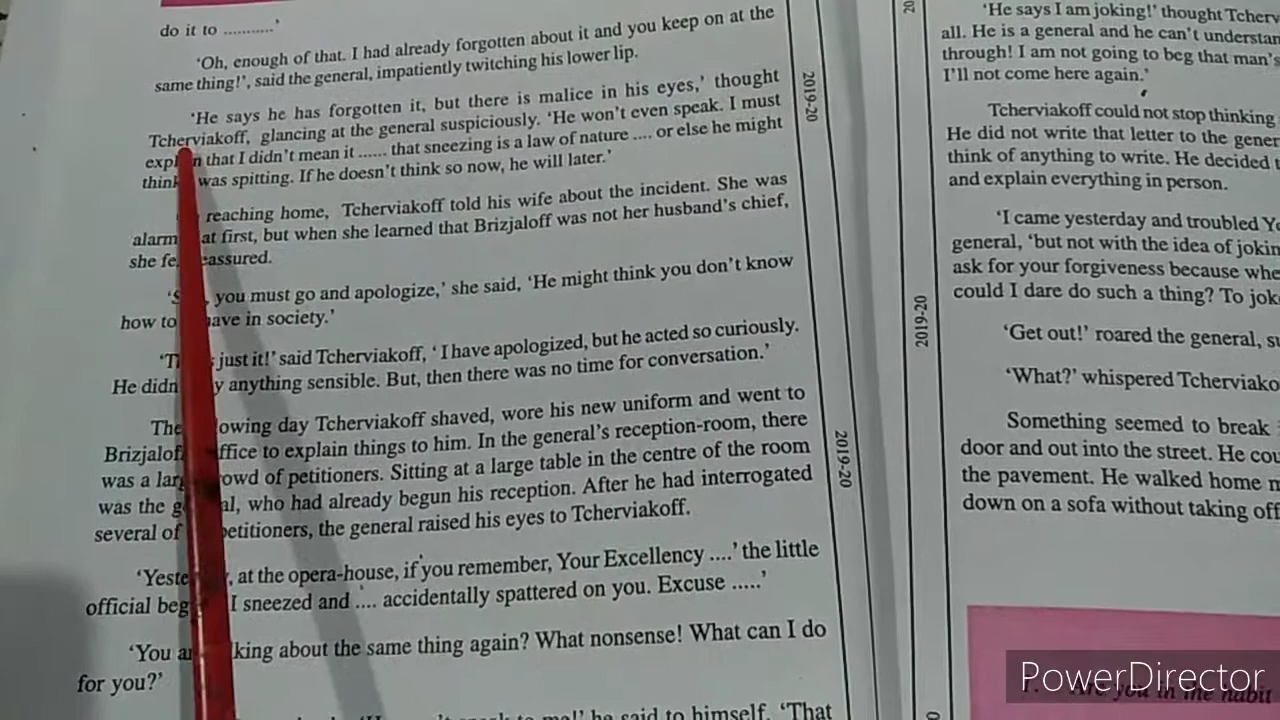 do it to ...........’
‘Oh, enough of that. I had already forgotten about it and you keep on at the
same thing!’, said the general, impatiently twitching his lower lip.
‘He says he has forgotten it, but there is malice in his eyes,’ thought
Tcherviakoff, glancing at the general suspiciously. ‘He won’t even speak. I must
that I didn’t mean it ...... that sneezing is a law of nature .... or else he might
think was spitting. If he doesn’t think so now, he will later.’
reaching home, Tcherviakoff told his wife about the incident. She was
at first, but when she learned that Brizjaloff was not her husband’s chief,
she
‘ you must go and apologize,’ she said, ‘He might think you don’t know
how to in society.’
just it!’ said Tcherviakoff, ‘ I have apologized, but he acted so curiously.
He anything sensible. But, then there was no time for conversation.’
The day Tcherviakoff shaved, wore his new uniform and went to
to explain things to him. In the general’s reception-room, there
was a of petitioners. Sitting at a large table in the centre of the room
was the who had already begun his reception. After he had interrogated
several of petitioners, the general raised his eyes to Tcherviakoff.
at the opera-house, if you remember, Your Excellency ....’ the little
official I sneezed and .... accidentally spattered on you. Excuse .....’
‘You about the same thing again? What nonsense! What can I do
for you?’
he said to himself. ‘That
2019-20
2019-20
20
2019-20
0
‘He says I am joking!’ thought
all. He is a general and he can’t
through! I am not going to beg that man’s
I’ll not come here again.’
Tcherviakoff could not stop thinking
He did not write that letter to the
think of anything to write. He decided
and explain everything in person.
‘I came yesterday and troubled
general, ‘but not with the idea of
ask for your forgiveness because
could I dare do such a thing? To
‘Get out!’ roared the general,
‘What?’ whispered
Something seemed to break
door and out into the street. He
the pavement. He walked home
down on a sofa without taking
1. Are you in the habit
PowerDirector